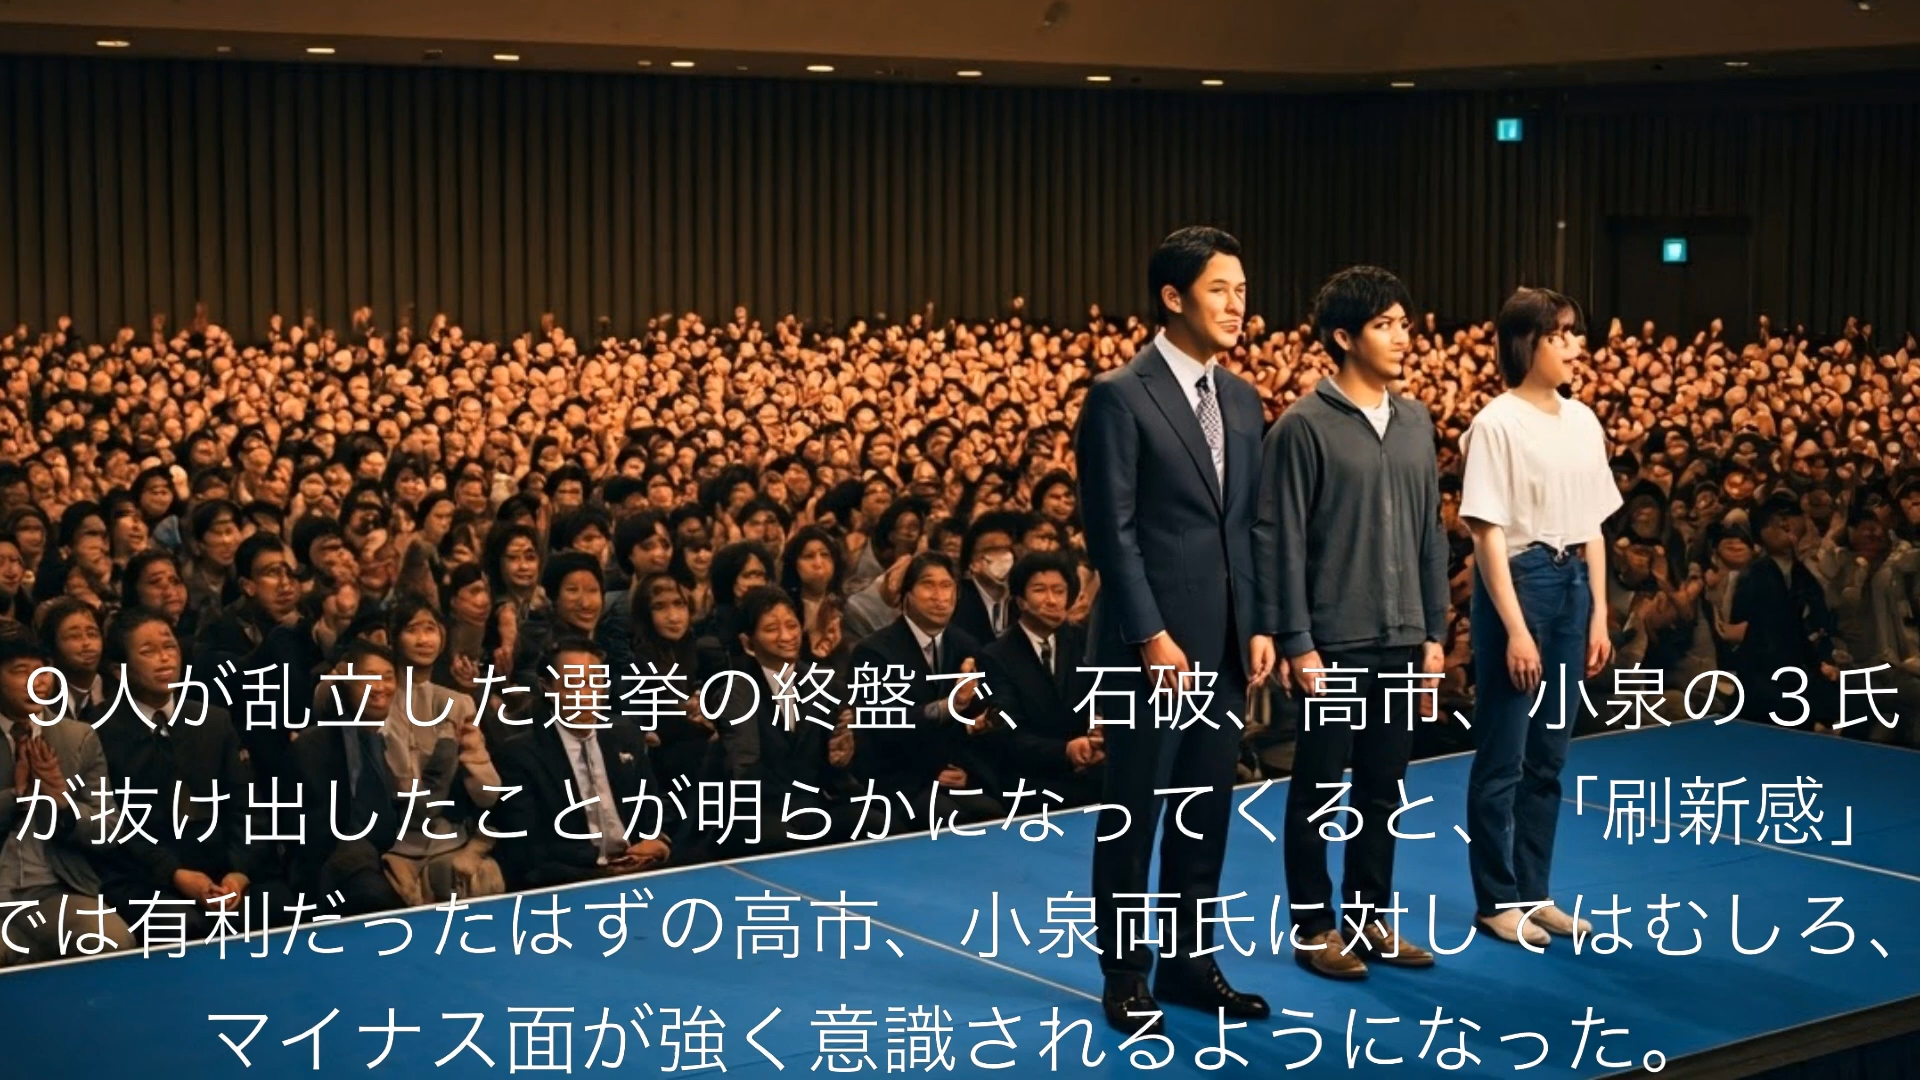 ９人が乱立した選挙の終盤で、石破、高市、小泉の３氏
が抜け出したことが明らかになってくると、「刷新感」
では有利だったはずの高市、小泉両氏に対してはむしろ、
マイナス面が強く意識されるようになった。